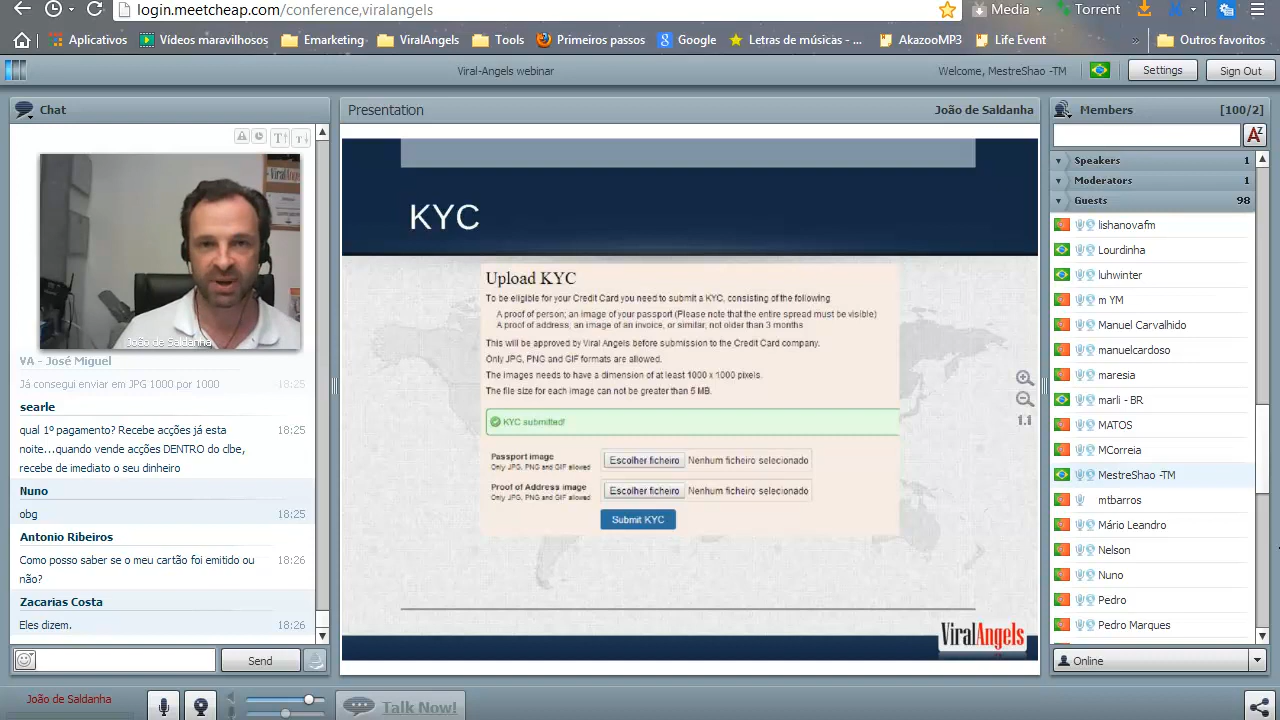 login.meetcheap.com/conference,viralangels
Media
Torrent
Aplicativos
Vídeos maravilhosos
Emarketing
ViralAngels
Tools
Primeiros passos
Google
Letras de músicas - ...
AkazooMP3
Life Event
»
Outros favoritos
Viral-Angels webinar
Welcome, MestreShao -TM
Settings
Sign Out
Chat
João de Saldanha
VA - José Miguel
Já consegui enviar em JPG 1000 por 1000 18:25
searle
qual 1º pagamento? Recebe acções já esta 18:25
noite...quando vende acções DENTRO do clbe,
recebe de imediato o seu dinheiro
Nuno
obg 18:25
Antonio Ribeiros
Como posso saber se o meu cartão foi emitido ou 18:26
não?
Zacarias Costa
Eles dizem. 18:26
Send
Presentation
João de Saldanha
KYC
Upload KYC
To be eligible for your Credit Card you need to submit a KYC, consisting of the following
A proof of person; an image of your passport (Please note that the entire spread must be visible)
A proof of address; an image of an invoice, or similar, not older than 3 months
This will be approved by Viral Angels before submission to the Credit Card company.
Only JPG, PNG and GIF formats are allowed.
The images needs to have a dimension of at least 1000 x 1000 pixels.
The file size for each image can not be greater than 5 MB.
KYC submitted!
Passport image
Only JPG, PNG and GIF allowed
Escolher ficheiro Nenhum ficheiro selecionado
Proof of Address image
Only JPG, PNG and GIF allowed
Escolher ficheiro Nenhum ficheiro selecionado
Submit KYC
ViralAngels
1:1
Members [100/2]
Speakers 1
Moderators 1
Guests 98
lishanovafm
Lourdinha
luhwinter
m YM
Manuel Carvalhido
manuelcardoso
maresia
marli - BR
MATOS
MCorreia
MestreShao -TM
mtbarros
Mário Leandro
Nelson
Nuno
Pedro
Pedro Marques
Online
João de Saldanha
Talk Now!